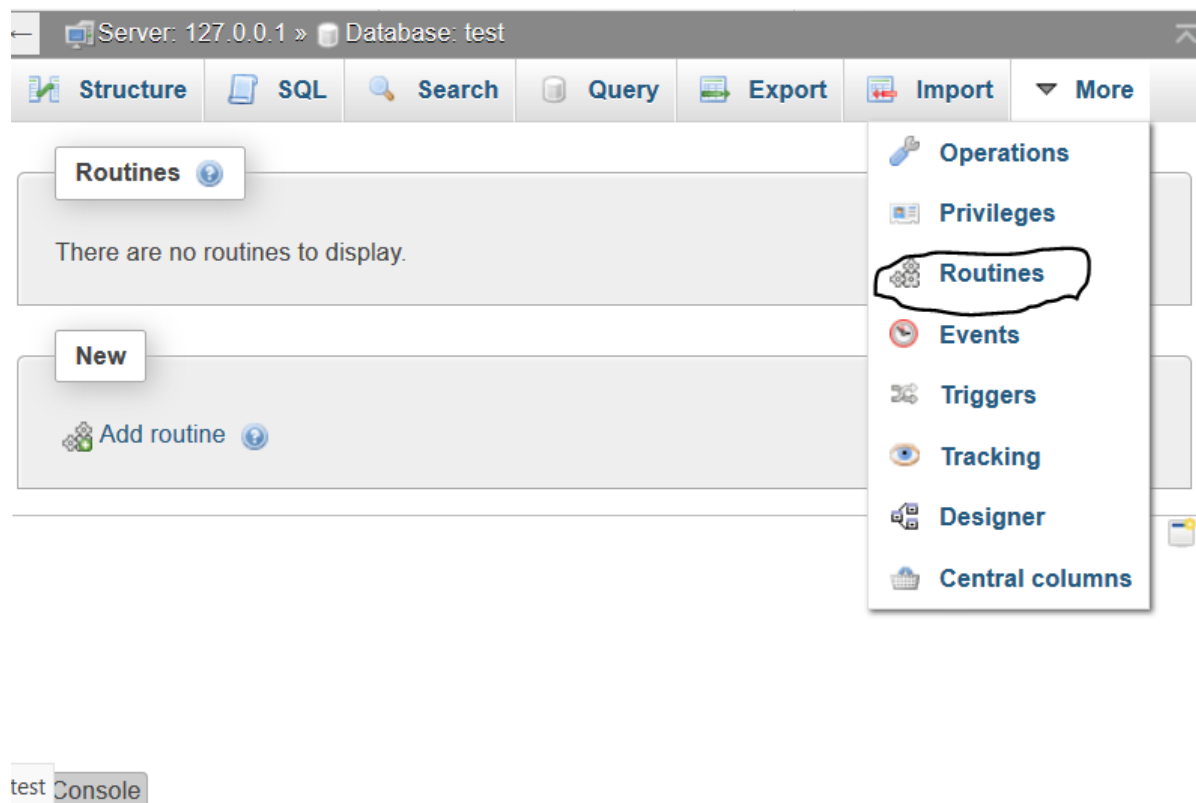 Server: 127.0.0.1 » Database: test
Structure SQL Search Query Export Import More
Operations
Privileges
Routines
Events
Triggers
Tracking
Designer
Central columns
Routines
There are no routines to display.
New
Add routine
test Console